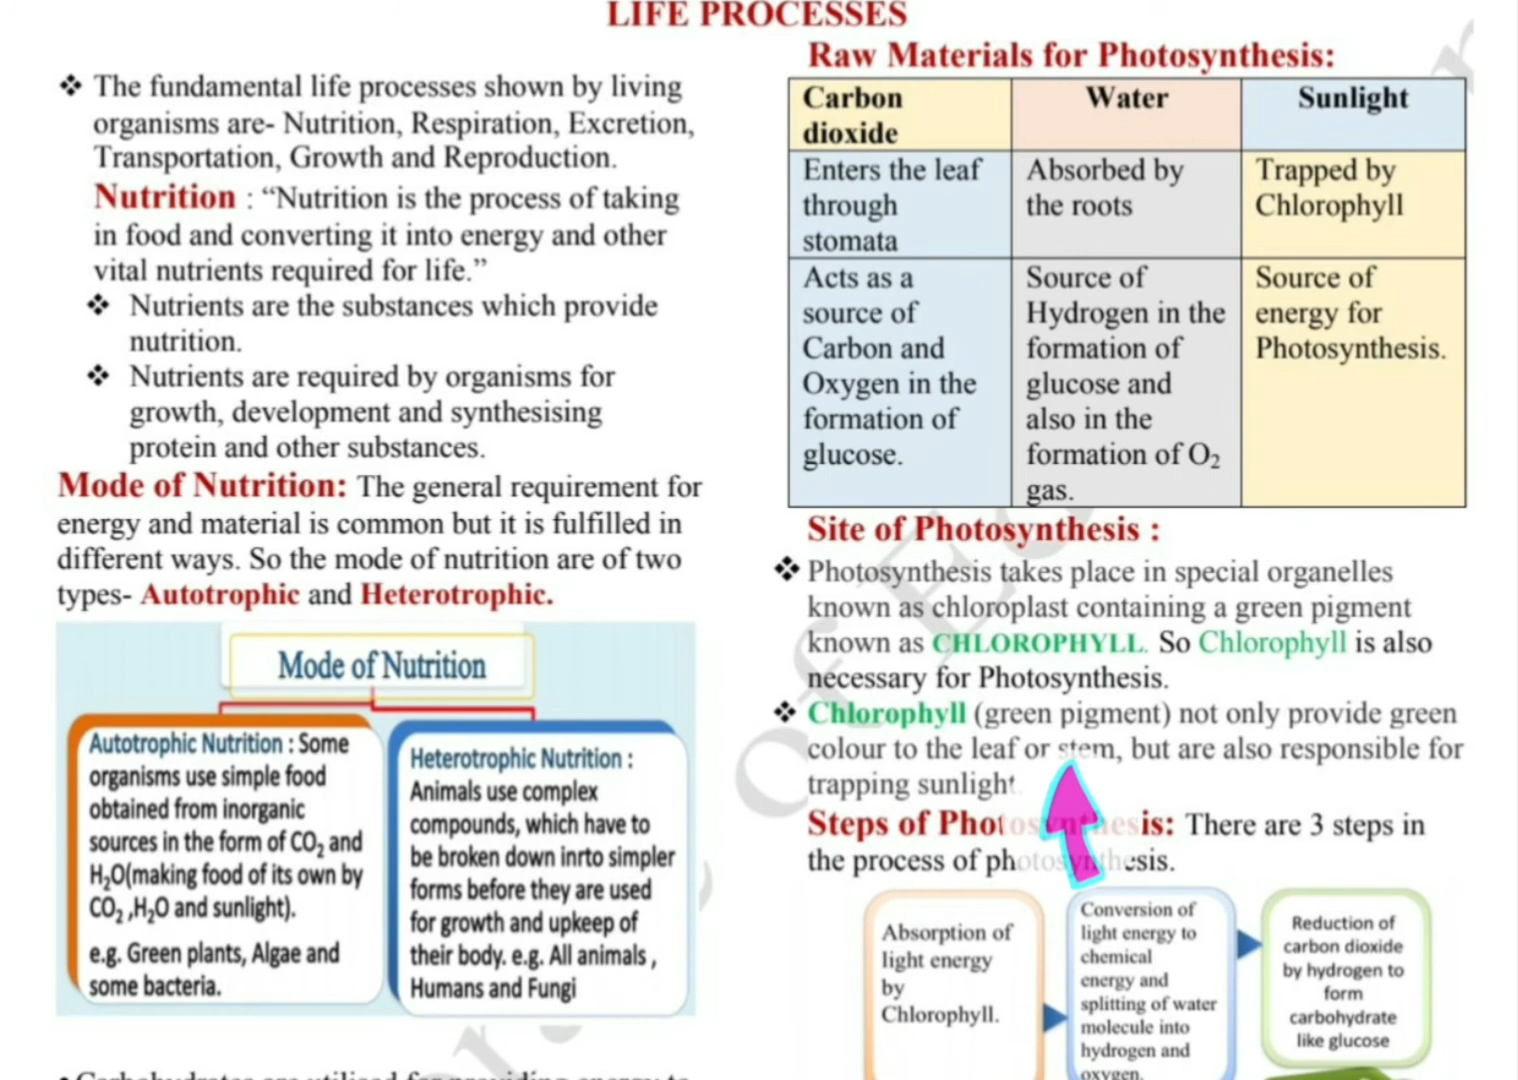 LIFE PROCESSES
❖ The fundamental life processes shown by living
organisms are- Nutrition, Respiration, Excretion,
Transportation, Growth and Reproduction.
Nutrition : “Nutrition is the process of taking
in food and converting it into energy and other
vital nutrients required for life.”
❖ Nutrients are the substances which provide
nutrition.
❖ Nutrients are required by organisms for
growth, development and synthesising
protein and other substances.
Mode of Nutrition: The general requirement for
energy and material is common but it is fulfilled in
different ways. So the mode of nutrition are of two
types- Autotrophic and Heterotrophic.
Mode of Nutrition
Autotrophic Nutrition : Some
organisms use simple food
obtained from inorganic
sources in the form of CO₂ and
H₂O(making food of its own by
CO₂ ,H₂O and sunlight).
e.g. Green plants, Algae and
some bacteria.
Heterotrophic Nutrition :
Animals use complex
compounds, which have to
be broken down inrto simpler
forms before they are used
for growth and upkeep of
their body. e.g. All animals ,
Humans and Fungi
Raw Materials for Photosynthesis:
Carbon
dioxide
Water
Sunlight
Enters the leaf
through
stomata
Absorbed by
the roots
Trapped by
Chlorophyll
Acts as a
source of
Carbon and
Oxygen in the
formation of
glucose.
Source of
Hydrogen in the
formation of
glucose and
also in the
formation of O₂
gas.
Source of
energy for
Photosynthesis.
Site of Photosynthesis :
❖ Photosynthesis takes place in special organelles
known as chloroplast containing a green pigment
known as CHLOROPHYLL. So Chlorophyll is also
necessary for Photosynthesis.
❖ Chlorophyll (green pigment) not only provide green
colour to the leaf or stem, but are also responsible for
trapping sunlight.
Steps of Photosynthesis: There are 3 steps in
the process of photosynthesis.
Absorption of
light energy
by
Chlorophyll.
Conversion of
light energy to
chemical
energy and
splitting of water
molecule into
hydrogen and
oxygen.
Reduction of
carbon dioxide
by hydrogen to
form
carbohydrate
like glucose